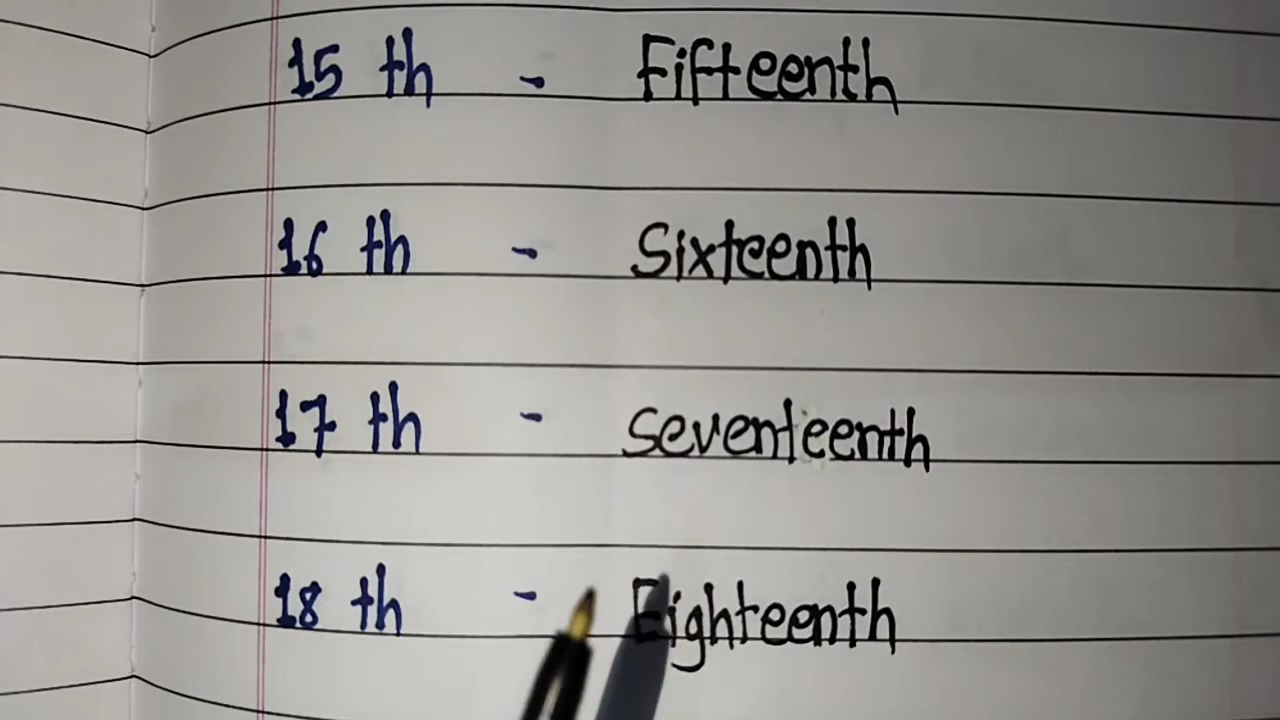 15 th - Fifteenth
16 th - Sixteenth
17 th - Seventeenth
18 th - Eighteenth